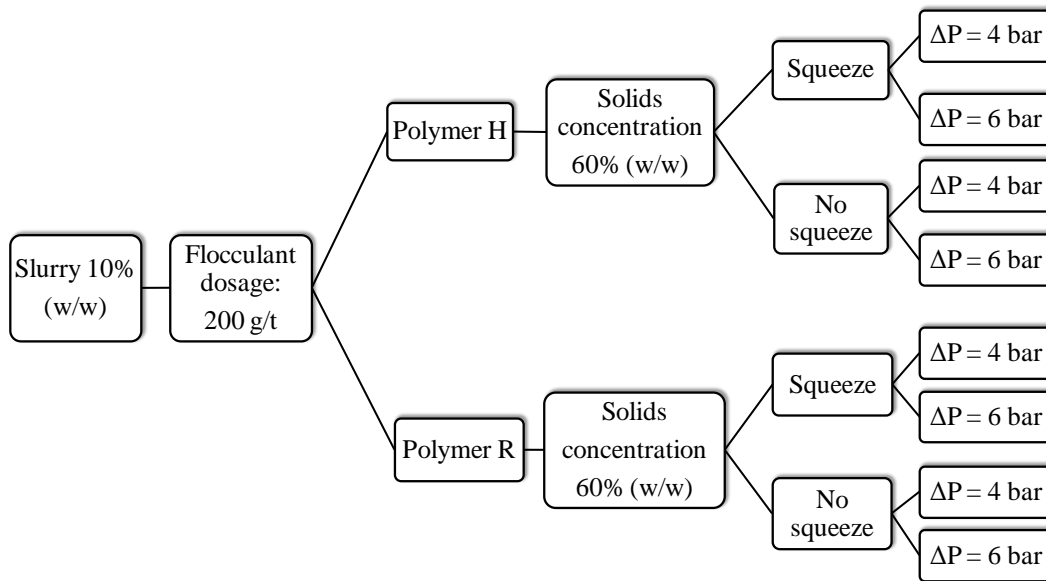 Slurry 10%
(w/w)
Flocculant
dosage:
200 g/t
Polymer H
Solids
concentration
60% (w/w)
Squeeze
ΔP = 4 bar
ΔP = 6 bar
No
squeeze
ΔP = 4 bar
ΔP = 6 bar
Polymer R
Solids
concentration
60% (w/w)
Squeeze
ΔP = 4 bar
ΔP = 6 bar
No
squeeze
ΔP = 4 bar
ΔP = 6 bar